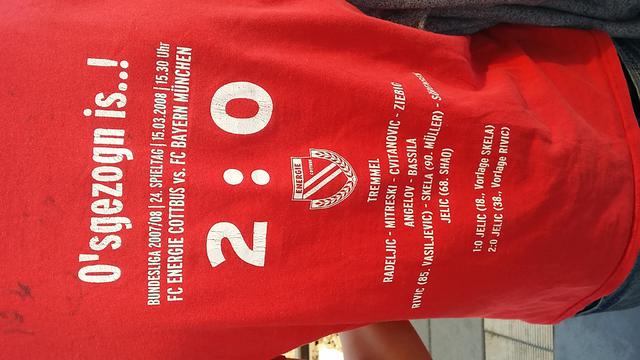 O'sgezogn is..!
BUNDESLIGA 2007/08 | 24. SPIELTAG | 15.03.2008 | 15.30 Uhr
FC ENERGIE COTTBUS vs. FC BAYERN MÜNCHEN
2:0
ENERGIE
COTTBUS
TREMMEL
RADELJIC - MITRESKI - CVITANOVIC - ZIEBIG
ANGELOV - BASSILA
RIVIC (85. VASILJEVIC) - SKELA (90. MÜLLER) -
JELIC (68. SHAO)
1:0 JELIC (18., Vorlage SKELA)
2:0 JELIC (38., Vorlage RIVIC)